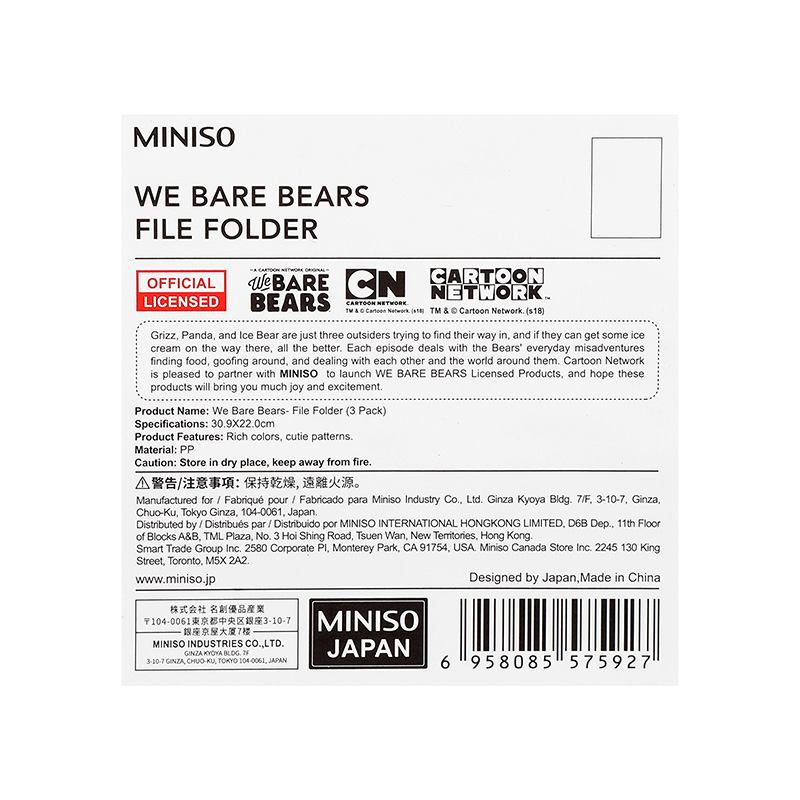 MINISO
WE BARE BEARS
FILE FOLDER
OFFICIAL
LICENSED
–A CARTOON NETWORK ORIGINAL–
We BARE
BEARS
CN
CARTOON NETWORK.
TM & © Cartoon Network. (s18)
CARTOON
NETWORK™
TM & © Cartoon Network. (s18)
Grizz, Panda, and Ice Bear are just three outsiders trying to find their way in, and if they can get some ice
cream on the way there, all the better. Each episode deals with the Bears' everyday misadventures
finding food, goofing around, and dealing with each other and the world around them. Cartoon Network
is pleased to partner with MINISO to launch WE BARE BEARS Licensed Products, and hope these
products will bring you much joy and excitement.
Product Name: We Bare Bears- File Folder (3 Pack)
Specifications: 30.9X22.0cm
Product Features: Rich colors, cutie patterns.
Material: PP
Caution: Store in dry place, keep away from fire.
⚠警告/注意事項: 保持乾燥, 遠離火源。
Manufactured for / Fabriqué pour / Fabricado para Miniso Industry Co., Ltd. Ginza Kyoya Bldg. 7/F, 3-10-7, Ginza,
Chuo-Ku, Tokyo Ginza, 104-0061, Japan.
Distributed by / Distribués par / Distribuido por MINISO INTERNATIONAL HONGKONG LIMITED, D6B Dep., 11th Floor
of Blocks A&B, TML Plaza, No. 3 Hoi Shing Road, Tsuen Wan, New Territories, Hong Kong.
Smart Trade Group Inc. 2580 Corporate Pl, Monterey Park, CA 91754, USA. Miniso Canada Store Inc. 2245 130 King
Street, Toronto, M5X 2A2.
www.miniso.jp
Designed by Japan,Made in China
株式会社 名創優品産業
〒104-0061東京都中央区銀座3-10-7
銀座京屋大厦7楼
MINISO INDUSTRIES CO.,LTD.
GINZA KYOYA BLDG. 7F
3-10-7 GINZA, CHUO-KU, TOKYO 104-0061, JAPAN
MINISO
JAPAN
6 958085 575927